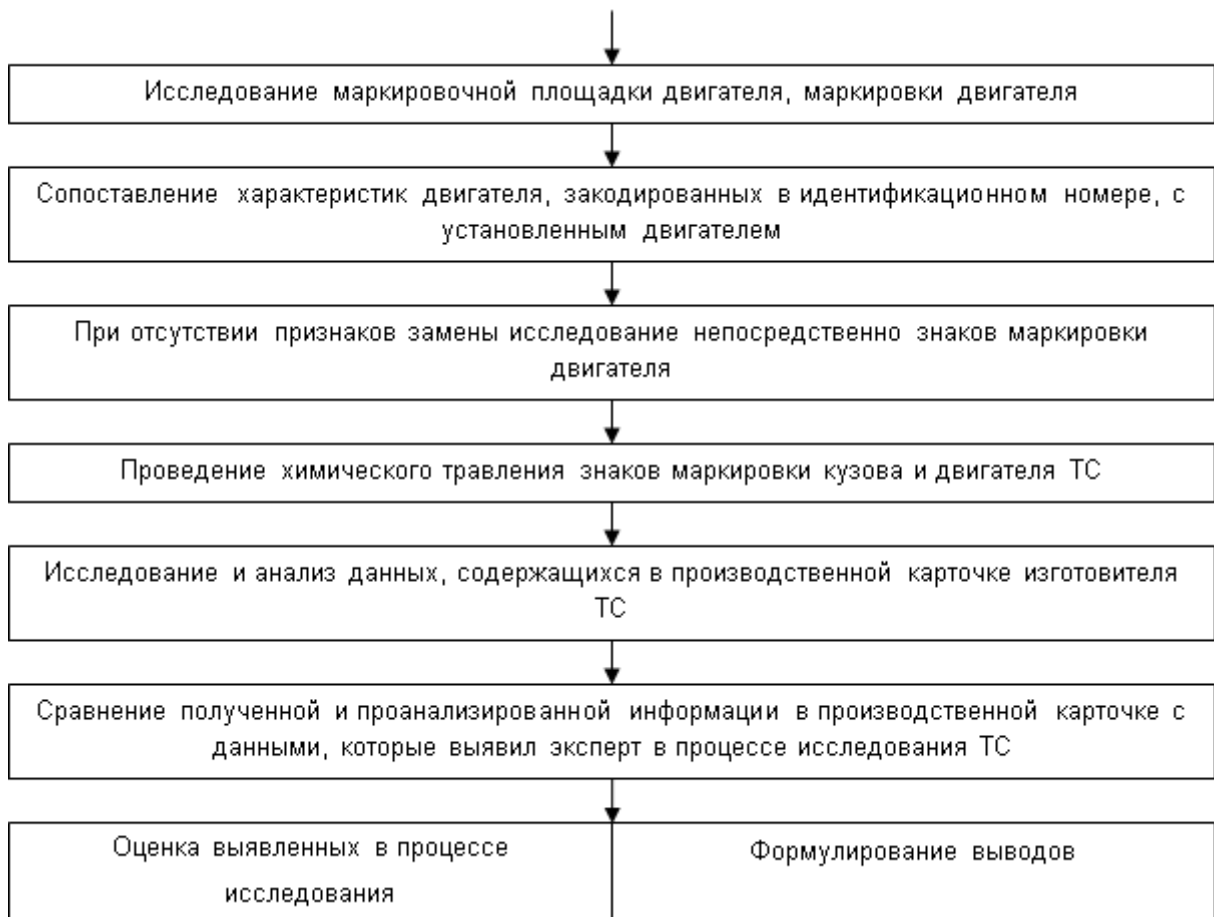 Исследование маркировочной площадки двигателя, маркировки двигателя
Сопоставление характеристик двигателя, закодированных в идентификационном номере, с
установленным двигателем
При отсутствии признаков замены исследование непосредственно знаков маркировки
двигателя
Проведение химического травления знаков маркировки кузова и двигателя ТС
Исследование и анализ данных, содержащихся в производственной карточке изготовителя
ТС
Сравнение полученной и проанализированной информации в производственной карточке с
данными, которые выявил эксперт в процессе исследования ТС
Оценка выявленных в процессе
исследования
Формулирование выводов